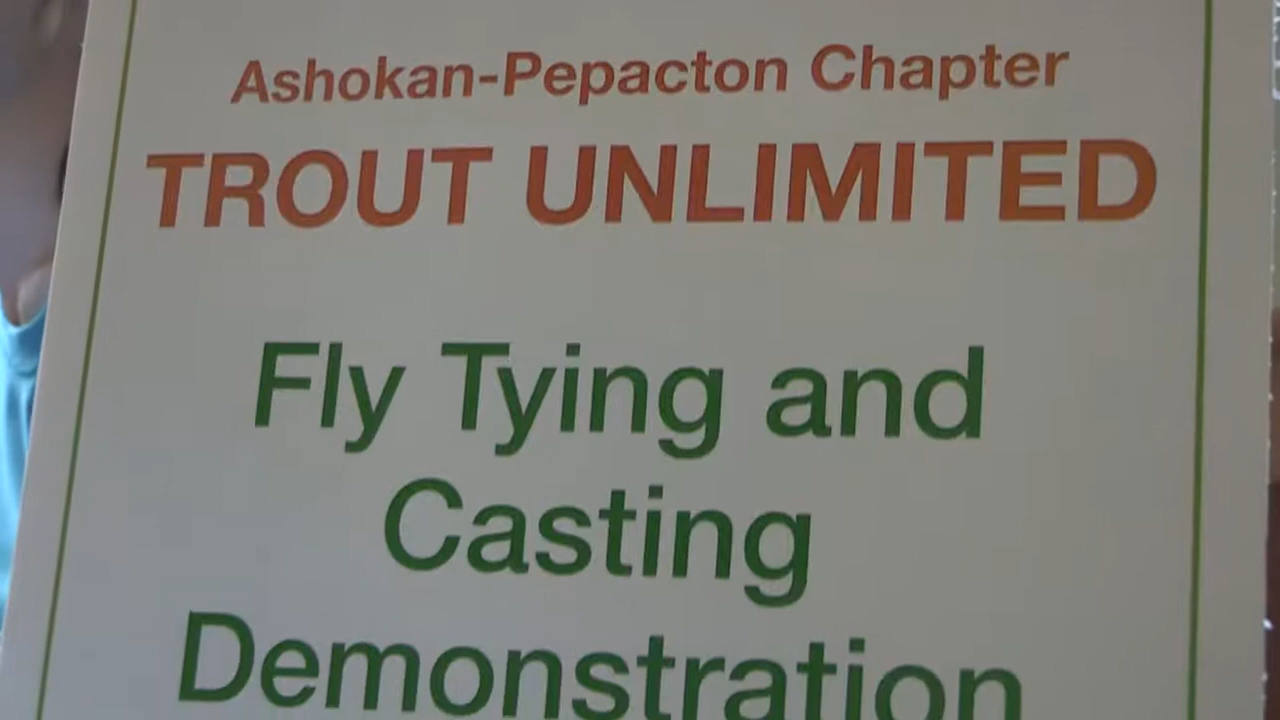 Ashokan-Pepacton Chapter
TROUT UNLIMITED
Fly Tying and
Casting
Demonstration